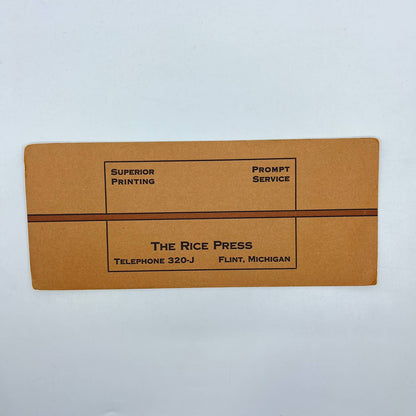 Superior Prompt
Printing Service
The Rice Press
Telephone 320-J Flint, Michigan